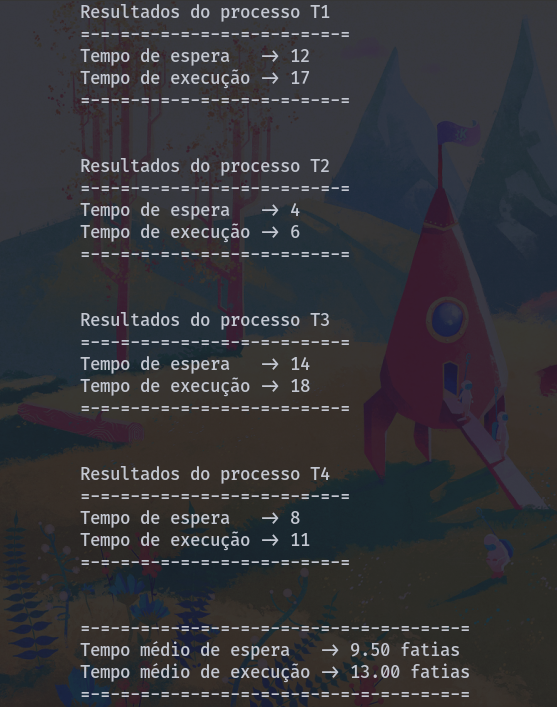 Resultados do processo T1
=-=-=-=-=-=-=-=-=-=-=-=-=-=
Tempo de espera   -> 12
Tempo de execução -> 17
=-=-=-=-=-=-=-=-=-=-=-=-=-=
Resultados do processo T2
=-=-=-=-=-=-=-=-=-=-=-=-=-=
Tempo de espera   -> 4
Tempo de execução -> 6
=-=-=-=-=-=-=-=-=-=-=-=-=-=
Resultados do processo T3
=-=-=-=-=-=-=-=-=-=-=-=-=-=
Tempo de espera   -> 14
Tempo de execução -> 18
=-=-=-=-=-=-=-=-=-=-=-=-=-=
Resultados do processo T4
=-=-=-=-=-=-=-=-=-=-=-=-=-=
Tempo de espera   -> 8
Tempo de execução -> 11
=-=-=-=-=-=-=-=-=-=-=-=-=-=
=-=-=-=-=-=-=-=-=-=-=-=-=-=-=-=-=-=-=-=
Tempo médio de espera   -> 9.50 fatias
Tempo médio de execução -> 13.00 fatias
=-=-=-=-=-=-=-=-=-=-=-=-=-=-=-=-=-=-=-=